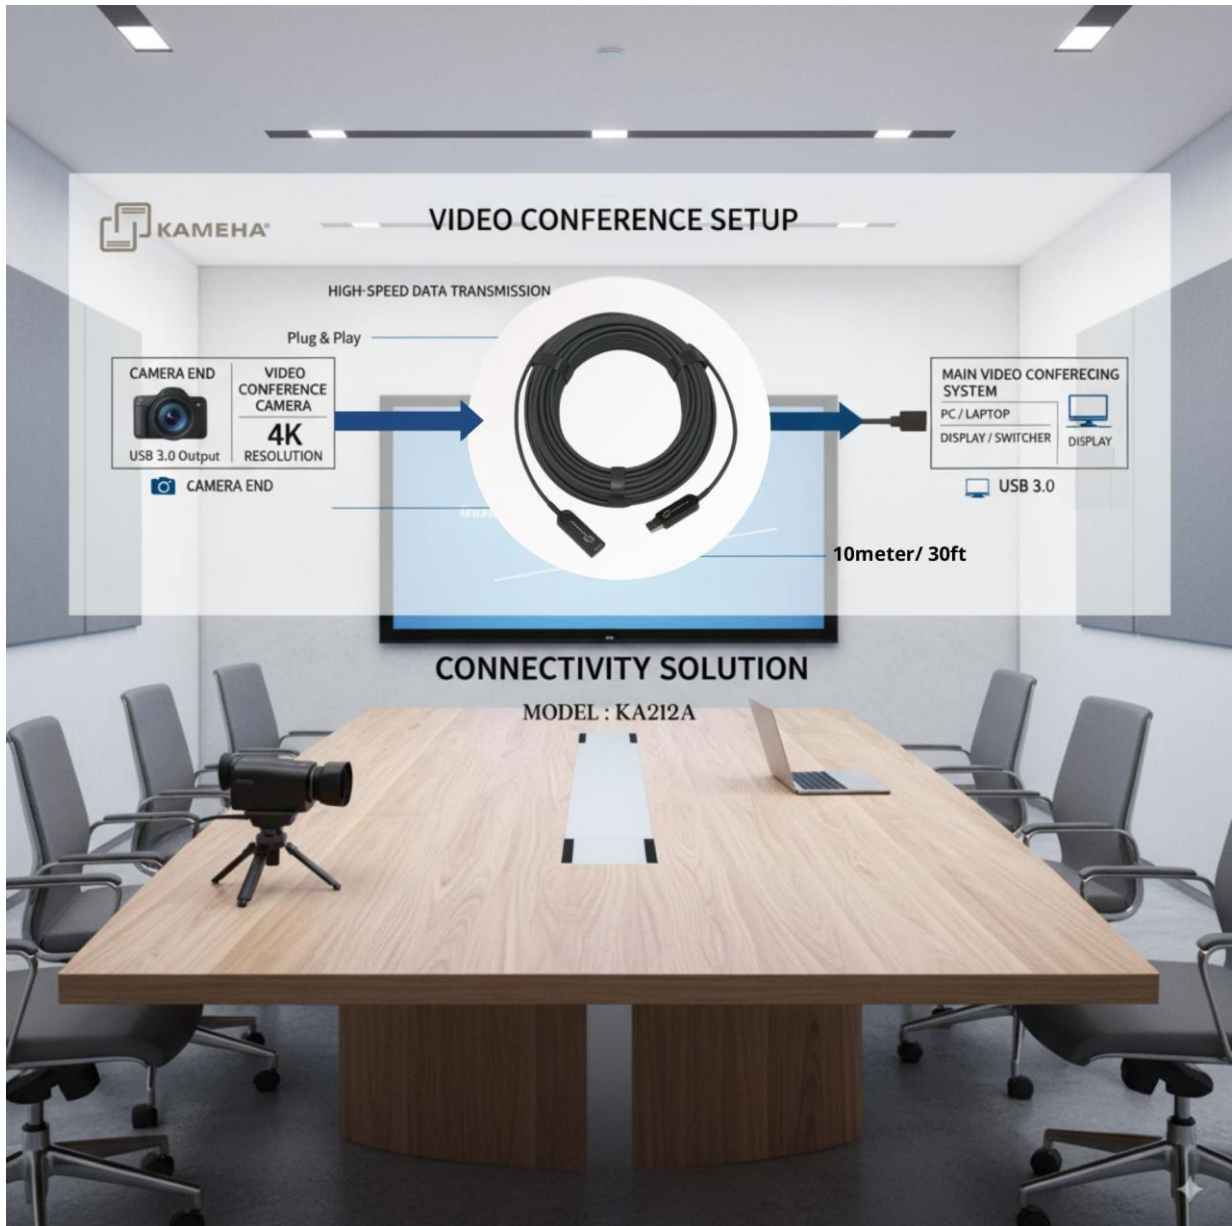 KAMEHA®
VIDEO CONFERENCE SETUP
HIGH-SPEED DATA TRANSMISSION
Plug & Play
CAMERA END
USB 3.0 Output
VIDEO
CONFERENCE
CAMERA
4K
RESOLUTION
CAMERA END
MAIN VIDEO CONFERECING
SYSTEM
PC / LAPTOP
DISPLAY / SWITCHER
DISPLAY
USB 3.0
10meter/ 30ft
CONNECTIVITY SOLUTION
MODEL : KA212A